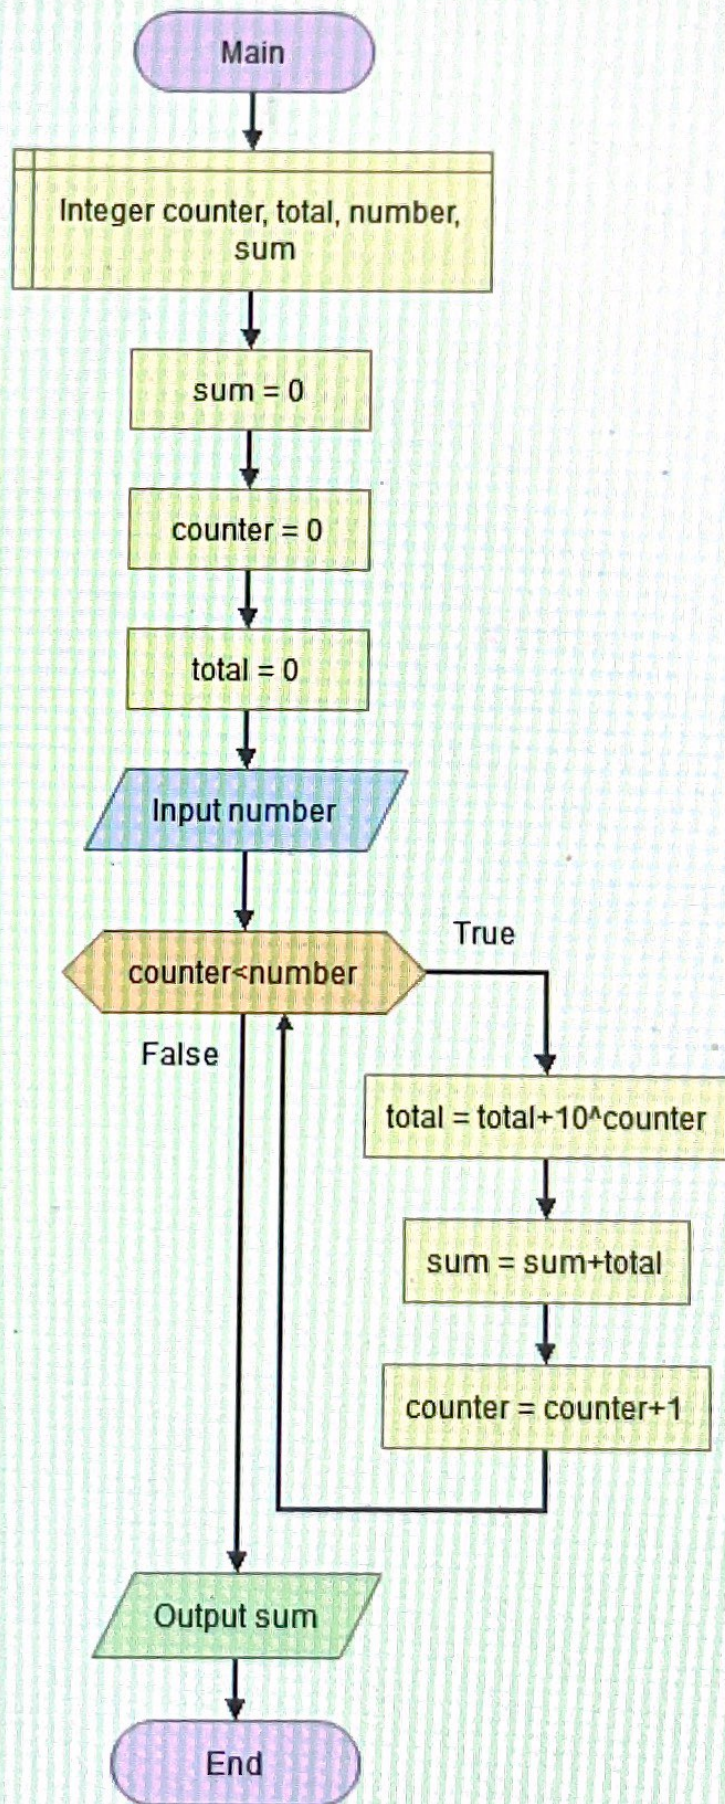 Main
Integer counter, total, number,
sum
sum = 0
counter = 0
total = 0
Input number
counter<number
True
False
total = total+10^counter
sum = sum+total
counter = counter+1
Output sum
End